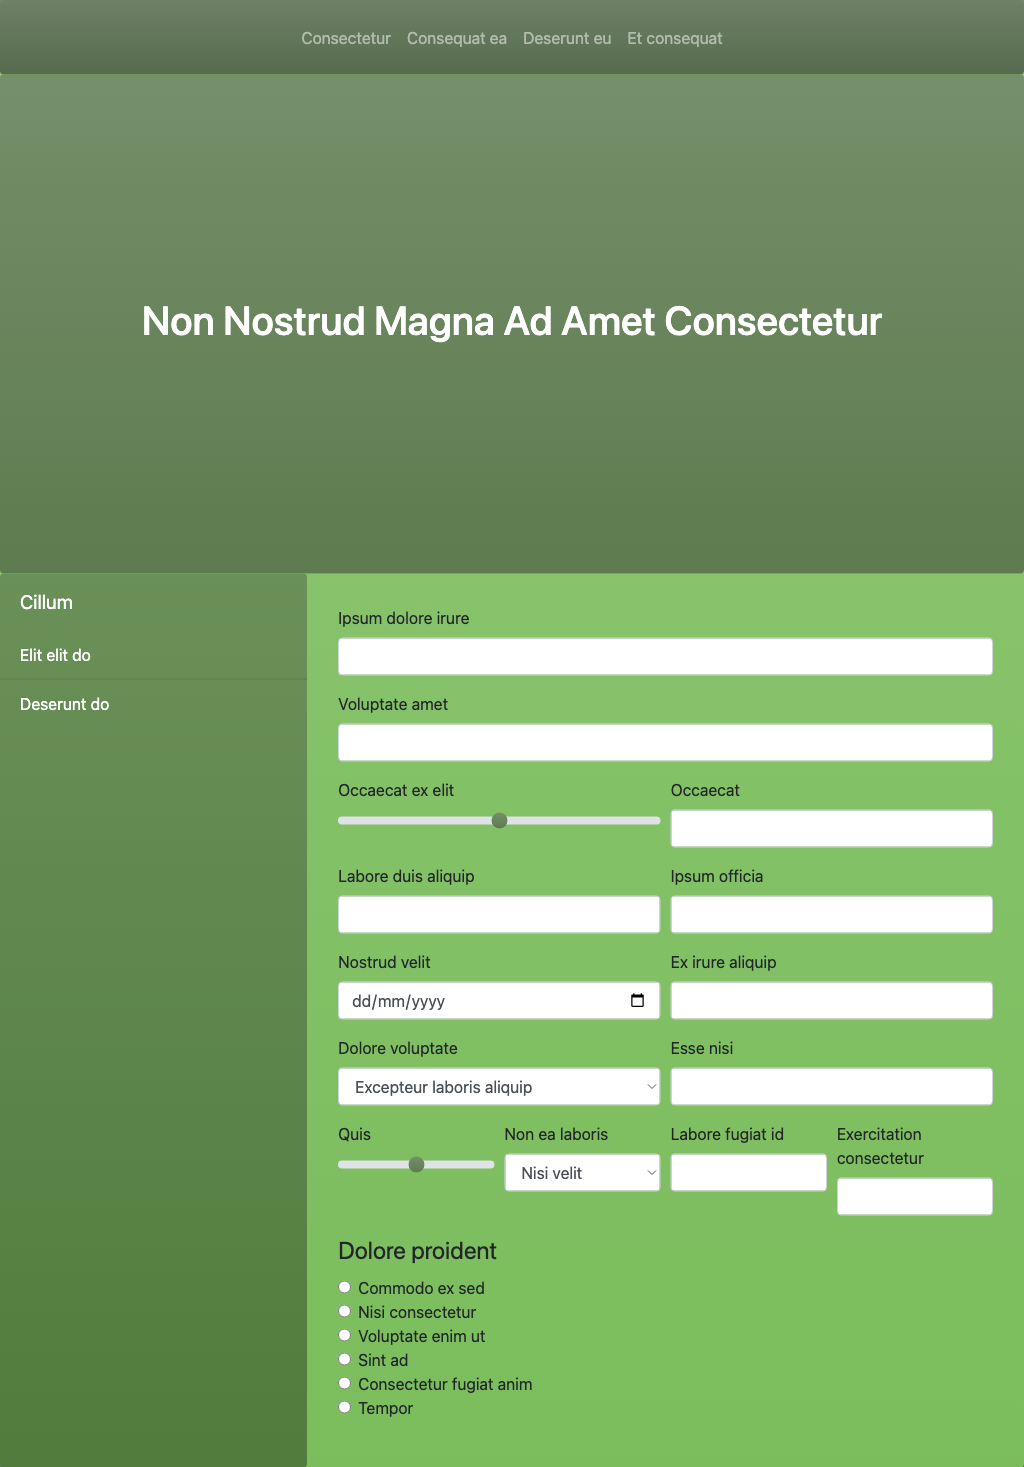 Consectetur Consequat ea Deserunt eu Et consequat
Non Nostrud Magna Ad Amet Consectetur
Cillum
Elit elit do
Deserunt do
Ipsum dolore irure
Voluptate amet
Occaecat ex elit
Occaecat
Labore duis aliquip
Ipsum officia
Nostrud velit
dd/mm/yyyy
Ex irure aliquip
Dolore voluptate
Excepteur laboris aliquip
Esse nisi
Quis
Non ea laboris
Nisi velit
Labore fugiat id
Exercitation
consectetur
Dolore proident
Commodo ex sed
Nisi consectetur
Voluptate enim ut
Sint ad
Consectetur fugiat anim
Tempor